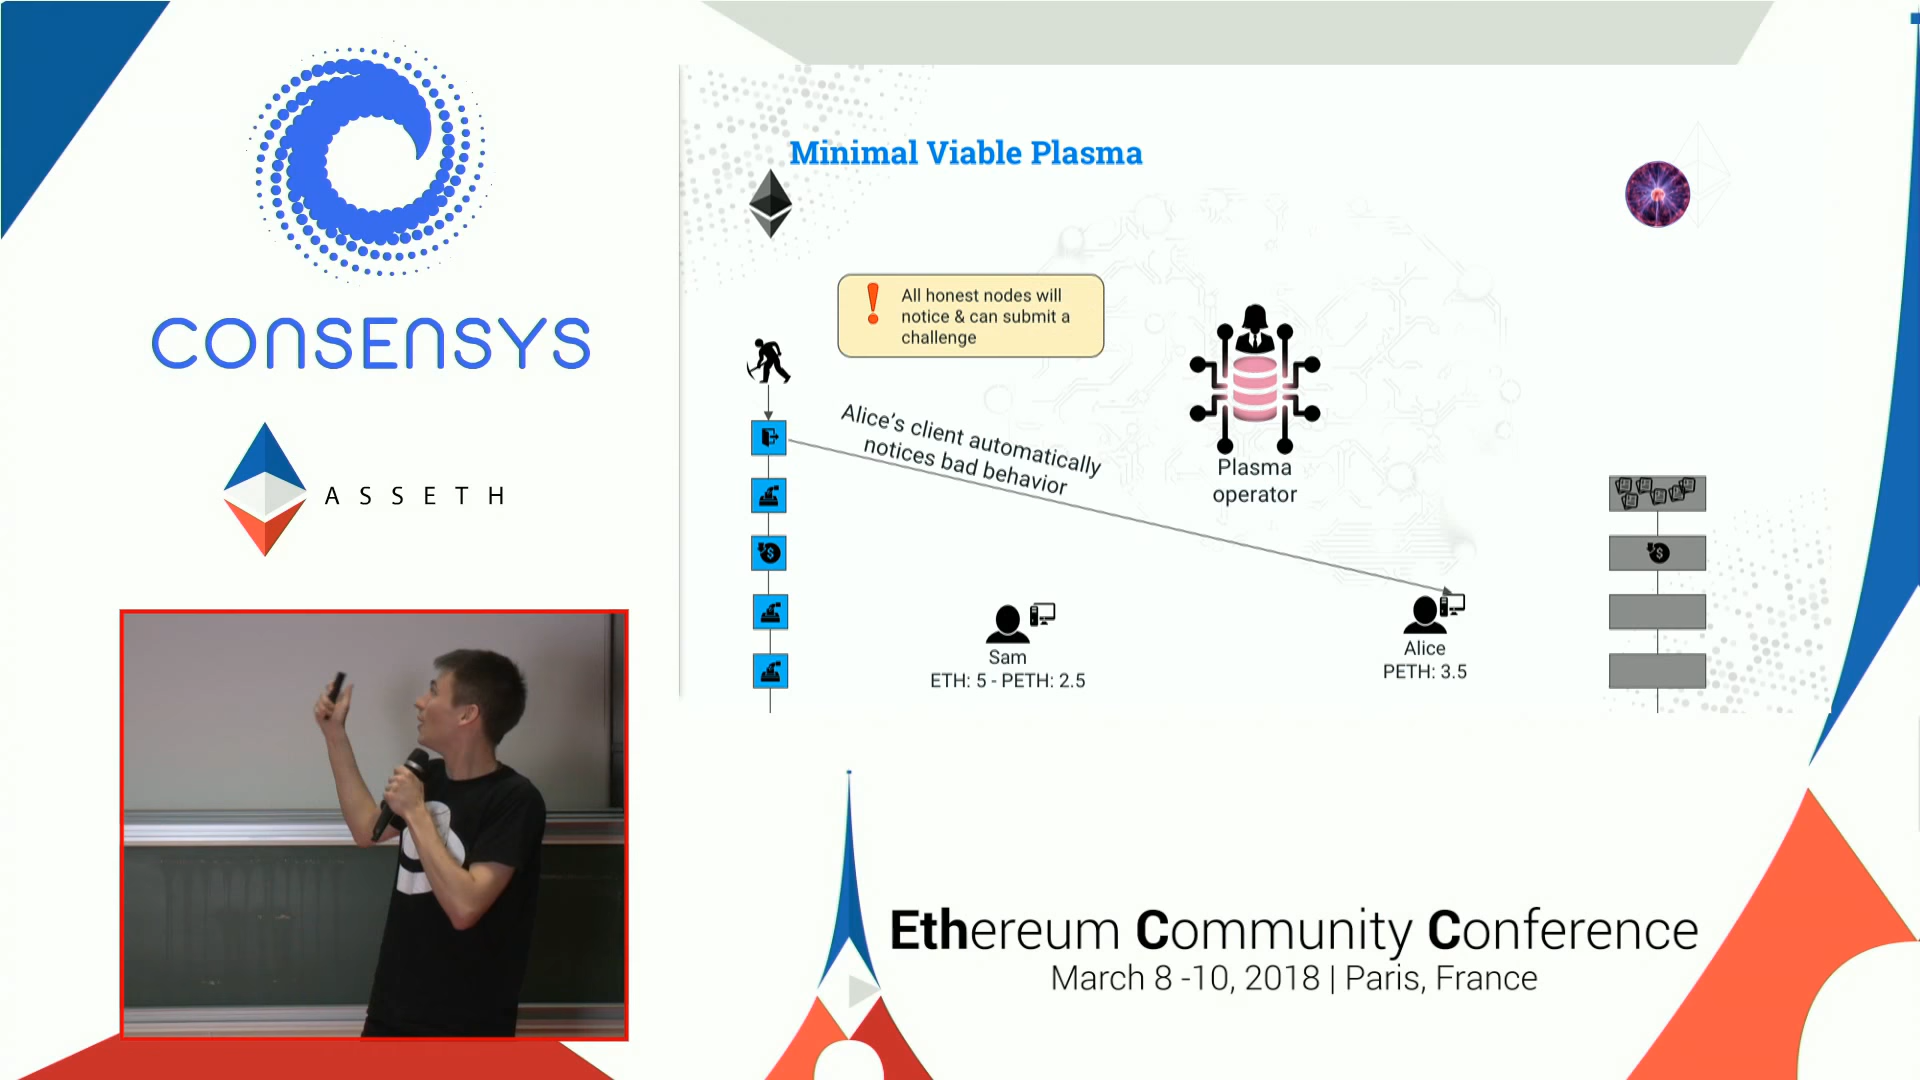 CONSENSYS
ASSETH
Minimal Viable Plasma
All honest nodes will
notice & can submit a
challenge
Alice's client automatically
notices bad behavior
Plasma
operator
Sam
ETH: 5 - PETH: 2.5
Alice
PETH: 3.5
Ethereum Community Conference
March 8 -10, 2018 | Paris, France